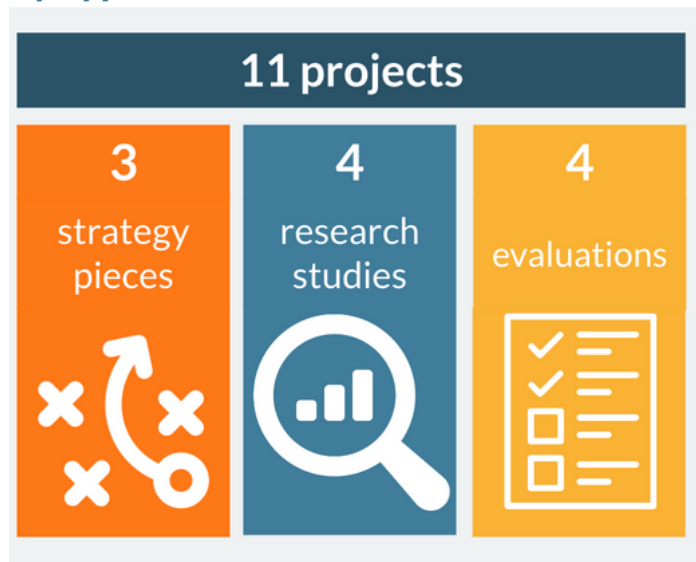 11 projects
3
strategy
pieces
4
research
studies
4
evaluations